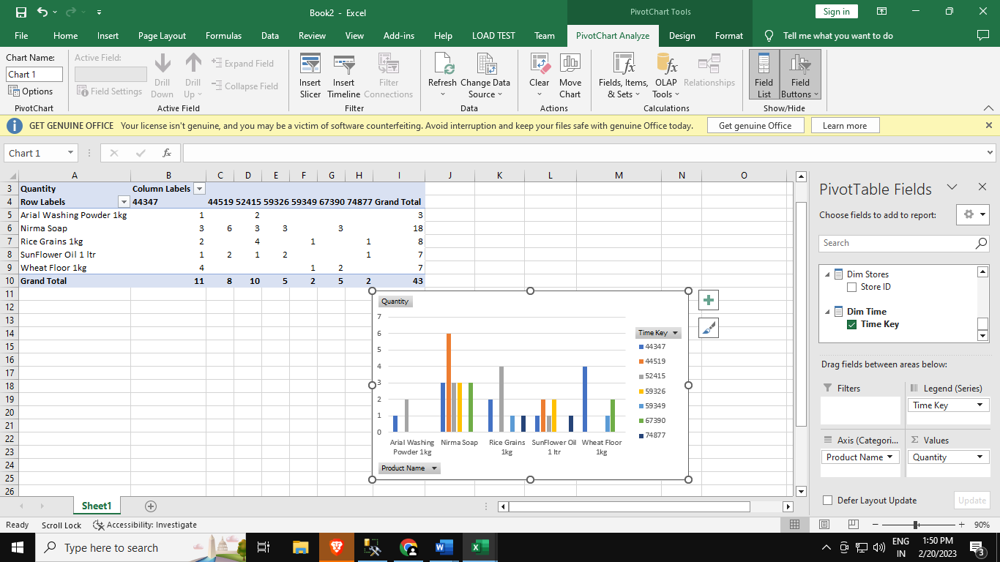 Book2 - Excel
PivotChart Tools
Sign in
File Home Insert Page Layout Formulas Data Review View Add-ins Help LOAD TEST Team PivotChart Analyze Design Format Tell me what you want to do
Chart Name:
Chart 1
Options
PivotChart
Active Field:
Field Settings
Drill Down
Drill Up
Expand Field
Collapse Field
Active Field
Insert Slicer
Insert Timeline
Filter Connections
Filter
Refresh
Change Data Source
Data
Clear
Move Chart
Actions
Fields, Items, & Sets
OLAP Tools
Relationships
Calculations
Field List
Field Buttons
Show/Hide
GET GENUINE OFFICE Your license isn't genuine, and you may be a victim of software counterfeiting. Avoid interruption and keep your files safe with genuine Office today. Get genuine Office Learn more
Chart 1
fx
A B C D E F G H I J K L M N O
3 Quantity Column Labels
4 Row Labels 44347 44519 52415 59326 59349 67390 74877 Grand Total
5 Arial Washing Powder 1kg 1 2 3
6 Nirma Soap 3 6 3 3 3 18
7 Rice Grains 1kg 2 4 1 1 8
8 SunFlower Oil 1 ltr 1 2 1 2 1 7
9 Wheat Floor 1kg 4 1 2 7
10 Grand Total 11 8 10 5 2 5 2 43
11
12
13
14
15
16
17
18
19
20
21
22
23
24
25
26
Quantity
7
6
5
4
3
2
1
0
Arial Washing Powder 1kg
Nirma Soap
Rice Grains 1kg
SunFlower Oil 1 ltr
Wheat Floor 1kg
Product Name
Time Key
44347
44519
52415
59326
59349
67390
74877
PivotTable Fields
Choose fields to add to report:
Search
Dim Stores
Store ID
Dim Time
Time Key
Drag fields between areas below:
Filters
Legend (Series)
Time Key
Axis (Categori...
Product Name
Σ Values
Quantity
Defer Layout Update
Update
Sheet1
Ready Scroll Lock Accessibility: Investigate
90%
Type here to search
ENG
IN
1:50 PM
2/20/2023
3